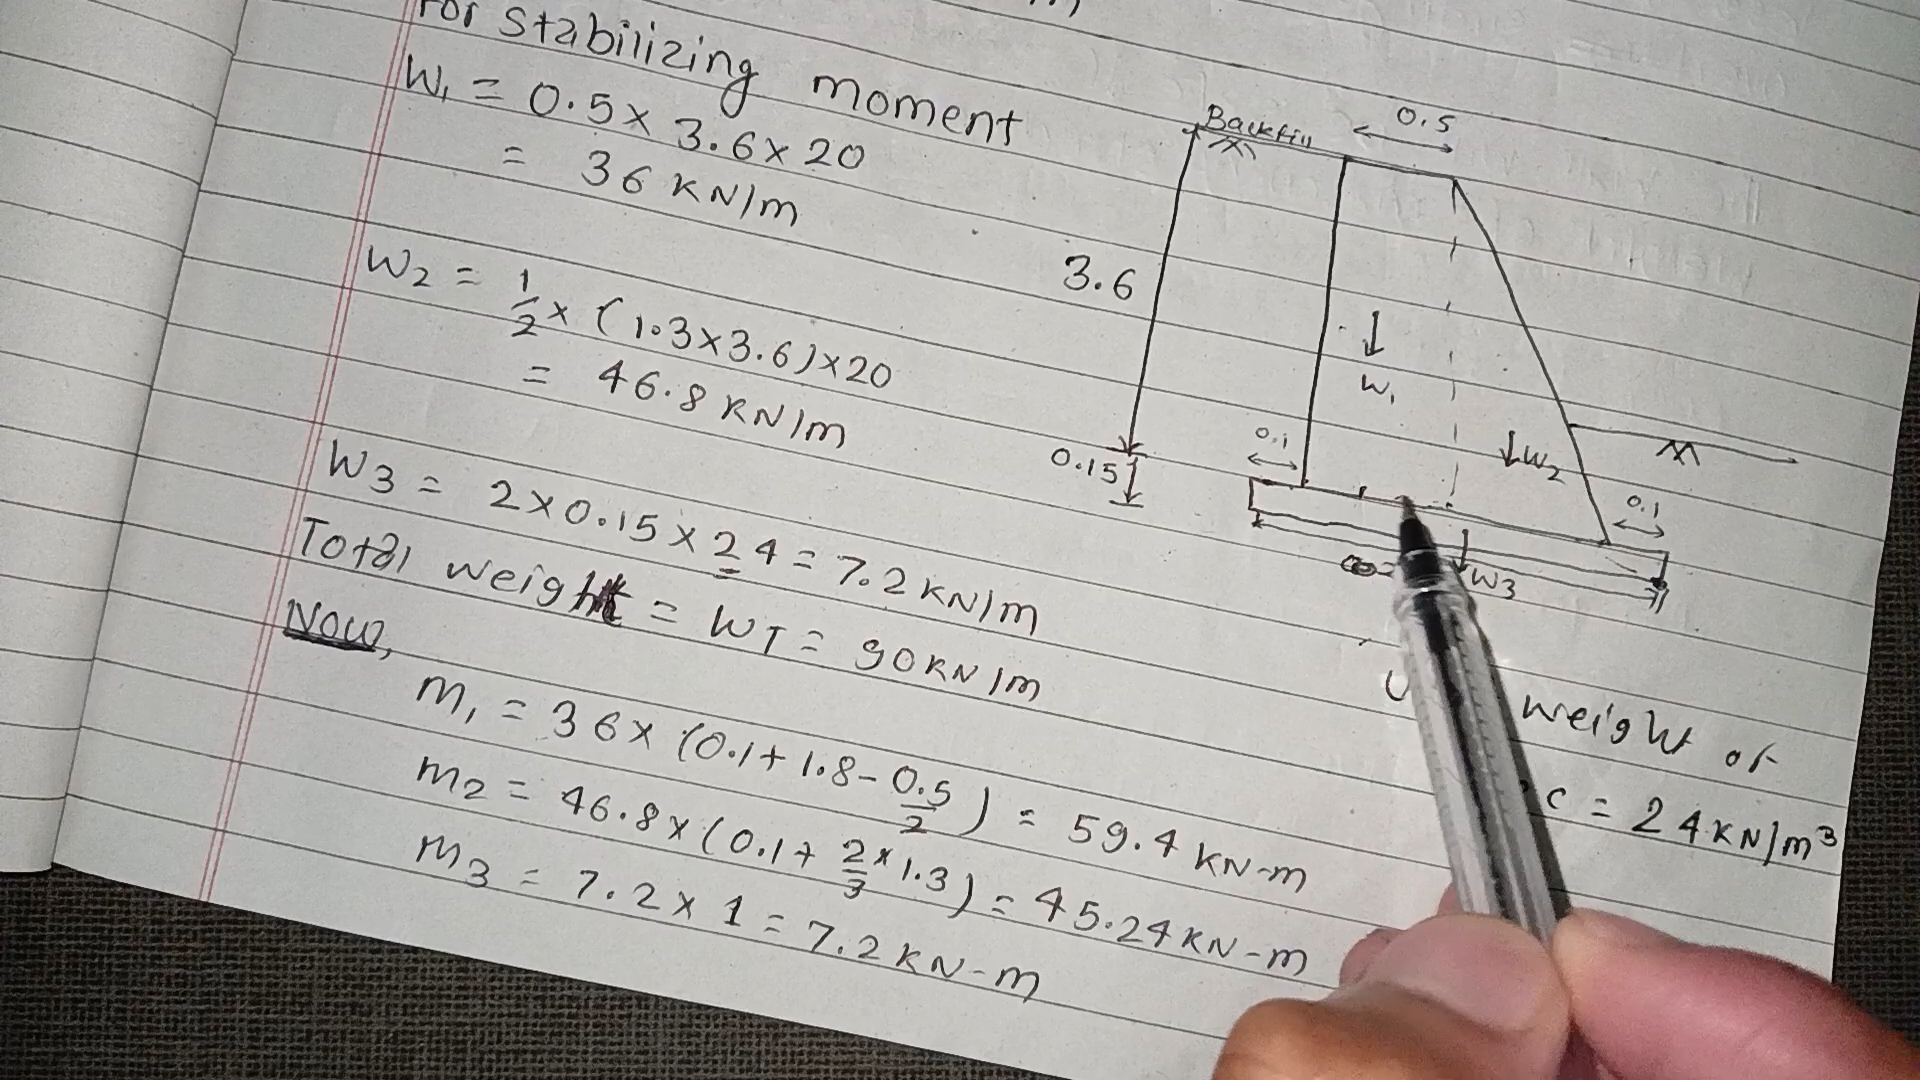 For stabilizing moment
W1 = 0.5 x 3.6 x 20
= 36 KN/m
W2 = 1/2 x (1.3 x 3.6) x 20
= 46.8 KN/m
W3 = 2 x 0.15 x 24 = 7.2 KN/m
Total weight = WT = 90 KN/m
Now,
m1 = 36 x (0.1 + 1.8 - 0.5/2) = 59.4 KN-m
m2 = 46.8 x (0.1 + 2/3 x 1.3) = 45.24 KN-m
m3 = 7.2 x 1 = 7.2 KN-m
Backfill
0.5
3.6
W1
0.1
W2
0.15
0.1
W3
weight of
c = 24 KN/m3